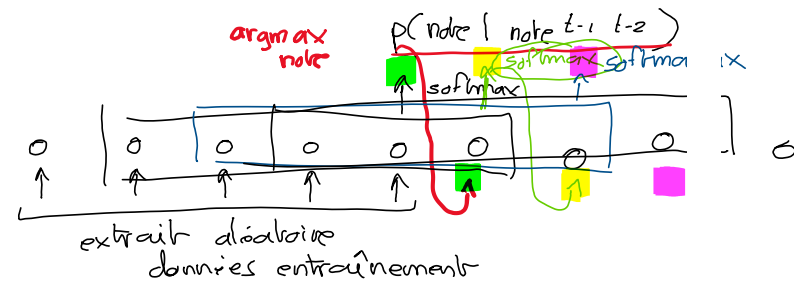 argmax
note
p(note | note t-1 t-2)
softmax
softmax
softmax
extrait aléatoire
données entraînement